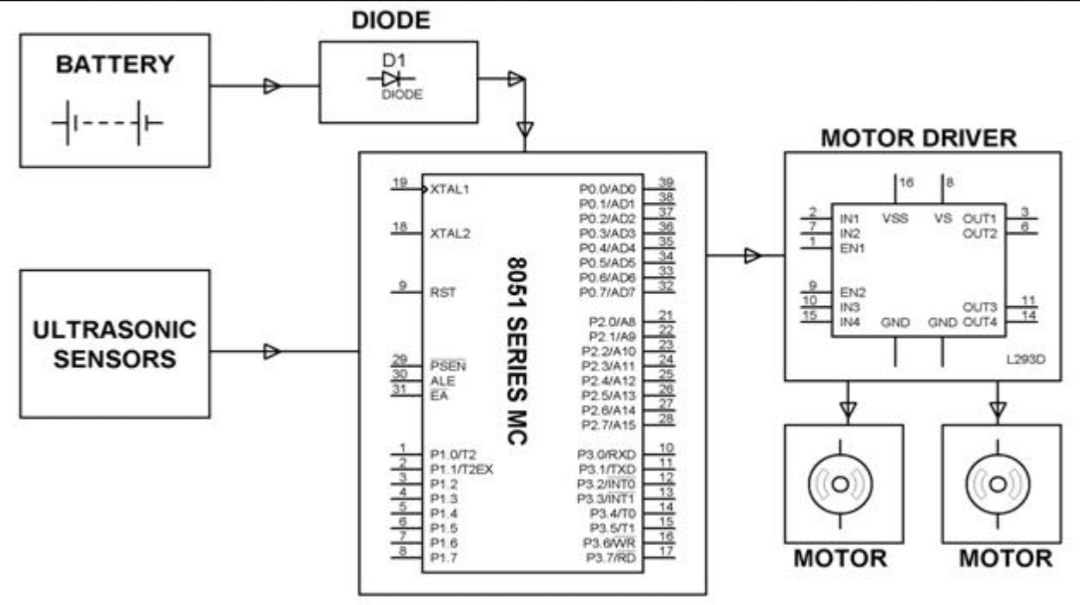 DIODE
BATTERY
D1
DIODE
MOTOR DRIVER
16 8
2 IN1 VSS VS OUT1 3
7 IN2 OUT2 6
1 EN1
9 EN2
10 IN3 OUT3 11
15 IN4 GND GND OUT4 14
L293D
ULTRASONIC
SENSORS
8051 SERIES MC
19 XTAL1
18 XTAL2
9 RST
29 PSEN
30 ALE
31 EA
1 P1.0/T2
2 P1.1/T2EX
3 P1.2
4 P1.3
5 P1.4
6 P1.5
7 P1.6
8 P1.7
P0.0/AD0 39
P0.1/AD1 38
P0.2/AD2 37
P0.3/AD3 36
P0.4/AD4 35
P0.5/AD5 34
P0.6/AD6 33
P0.7/AD7 32
P2.0/A8 21
P2.1/A9 22
P2.2/A10 23
P2.3/A11 24
P2.4/A12 25
P2.5/A13 26
P2.6/A14 27
P2.7/A15 28
P3.0/RXD 10
P3.1/TXD 11
P3.2/INT0 12
P3.3/INT1 13
P3.4/T0 14
P3.5/T1 15
P3.6/WR 16
P3.7/RD 17
MOTOR
MOTOR